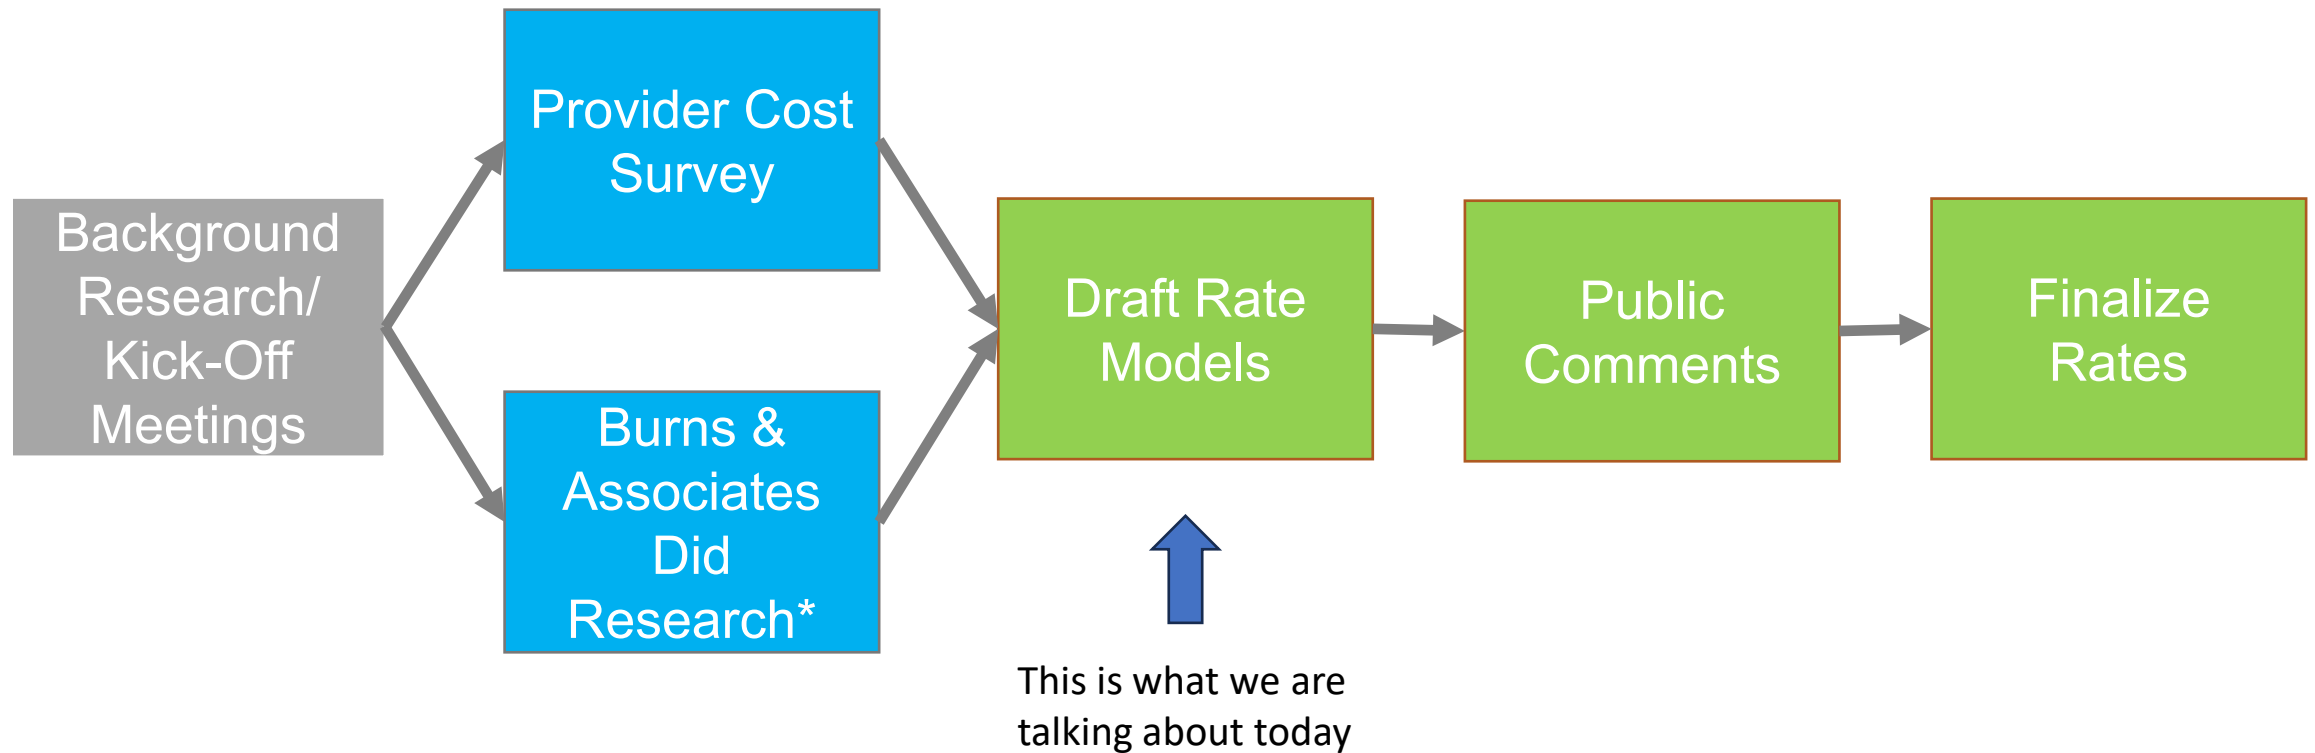 Background
Research/
Kick-Off
Meetings
Provider Cost
Survey
Burns &
Associates
Did
Research*
Draft Rate
Models
Public
Comments
Finalize
Rates
This is what we are
talking about today